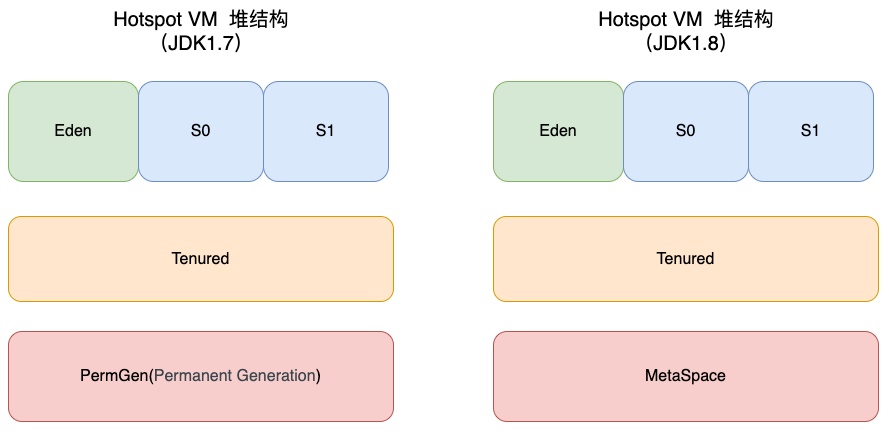 Hotspot VM 堆结构
（JDK1.7）
Eden
S0
S1
Tenured
PermGen(Permanent Generation)
Hotspot VM 堆结构
（JDK1.8）
Eden
S0
S1
Tenured
MetaSpace